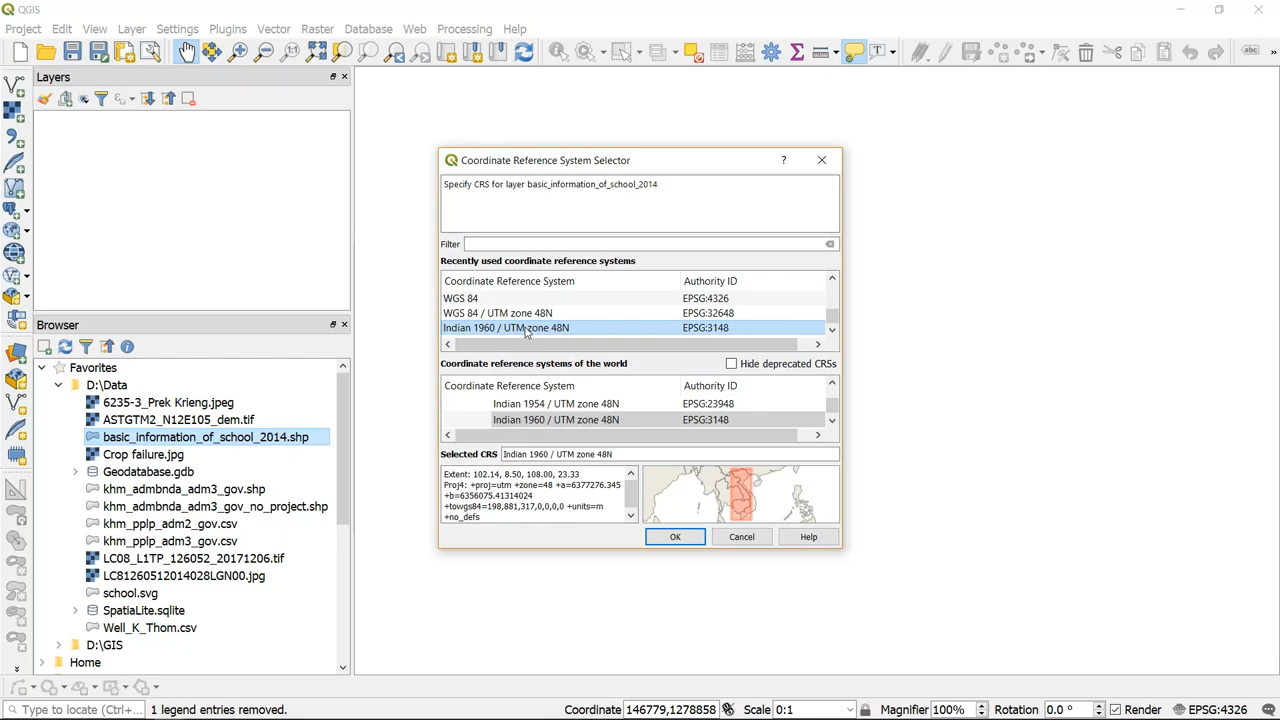 QGIS
Project Edit View Layer Settings Plugins Vector Raster Database Web Processing Help
Layers
Browser
Favorites
D:\Data
6235-3_Prek Krieng.jpeg
ASTGTM2_N12E105_dem.tif
basic_information_of_school_2014.shp
Crop failure.jpg
Geodatabase.gdb
khm_admbnda_adm3_gov.shp
khm_admbnda_adm3_gov_no_project.shp
khm_pplp_adm2_gov.csv
khm_pplp_adm3_gov.csv
LC08_L1TP_126052_20171206.tif
LC81260512014028LGN00.jpg
school.svg
SpatiaLite.sqlite
Well_K_Thom.csv
D:\GIS
Home
Coordinate Reference System Selector ?
Specify CRS for layer basic_information_of_school_2014
Filter
Recently used coordinate reference systems
Coordinate Reference System Authority ID
WGS 84 EPSG:4326
WGS 84 / UTM zone 48N EPSG:32648
Indian 1960 / UTM zone 48N EPSG:3148
Coordinate reference systems of the world Hide deprecated CRSs
Coordinate Reference System Authority ID
Indian 1954 / UTM zone 48N EPSG:23948
Indian 1960 / UTM zone 48N EPSG:3148
Selected CRS Indian 1960 / UTM zone 48N
Extent: 102.14, 8.50, 108.00, 23.33
Proj4: +proj=utm +zone=48 +a=6377276.345
+b=6356075.41314024
+towgs84=198,881,317,0,0,0,0 +units=m
+no_defs
OK Cancel Help
Type to locate (Ctrl+... 1 legend entries removed. Coordinate 146779,1278858 Scale 0:1 Magnifier 100% Rotation 0.0 ° Render EPSG:4326